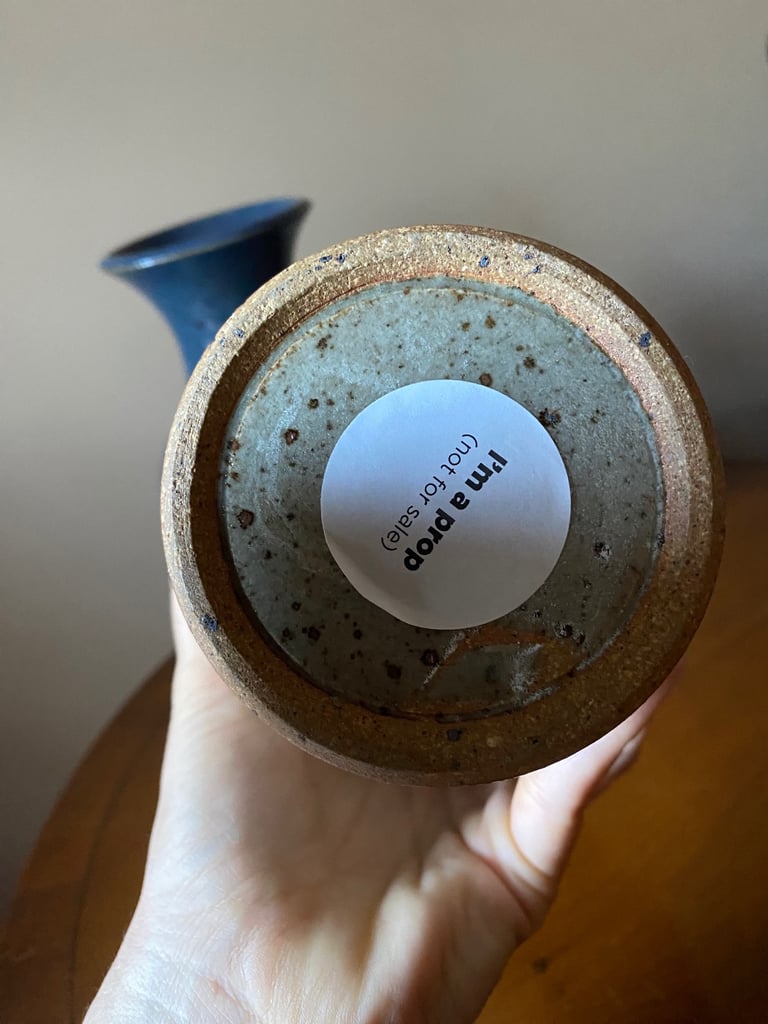 I'm a prop
(not for sale)